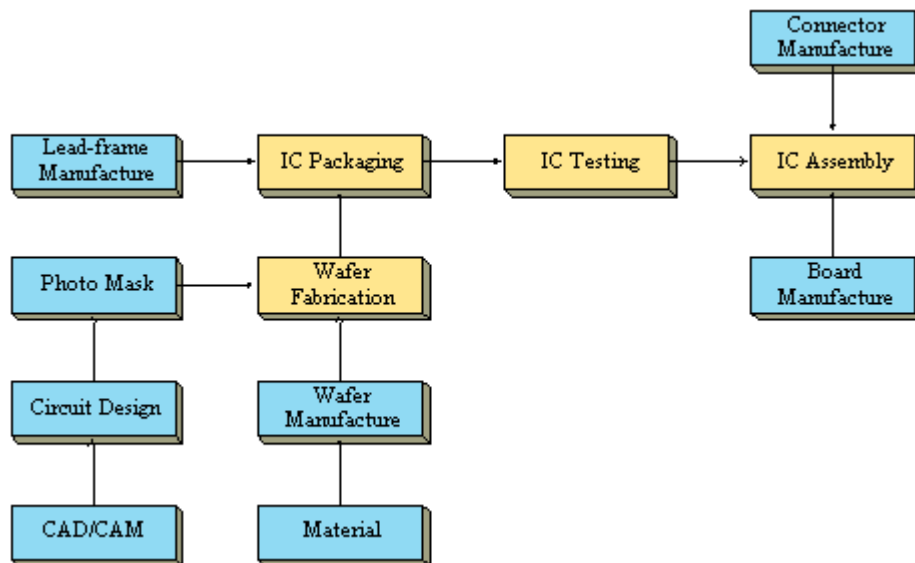 Connector
Manufacture
Lead-frame
Manufacture
IC Packaging
IC Testing
IC Assembly
Photo Mask
Wafer
Fabrication
Board
Manufacture
Circuit Design
Wafer
Manufacture
CAD/CAM
Material